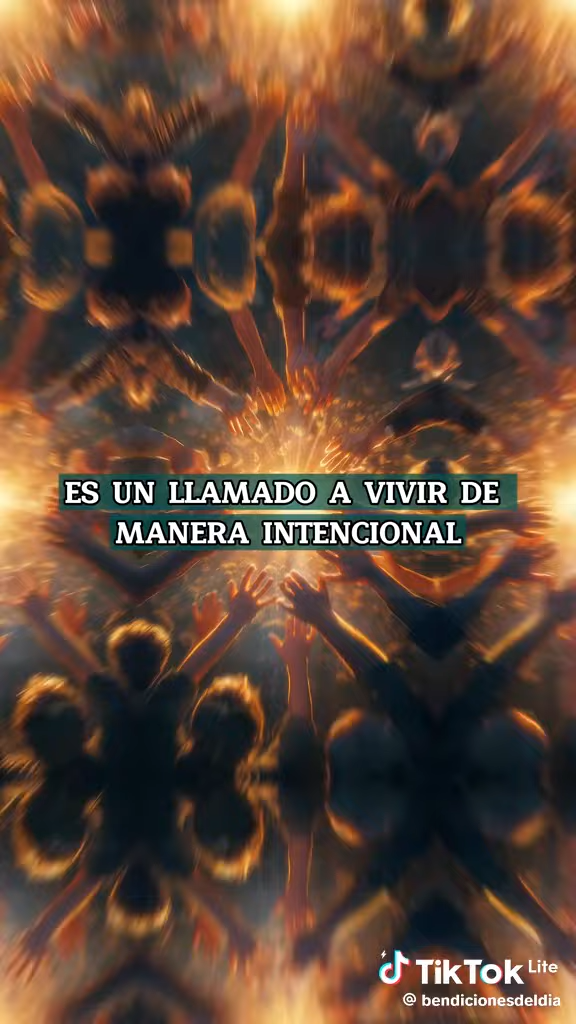 ES UN LLAMADO A VIVIR DE
MANERA INTENCIONAL
TikTok Lite
@ bendicionesdeldia